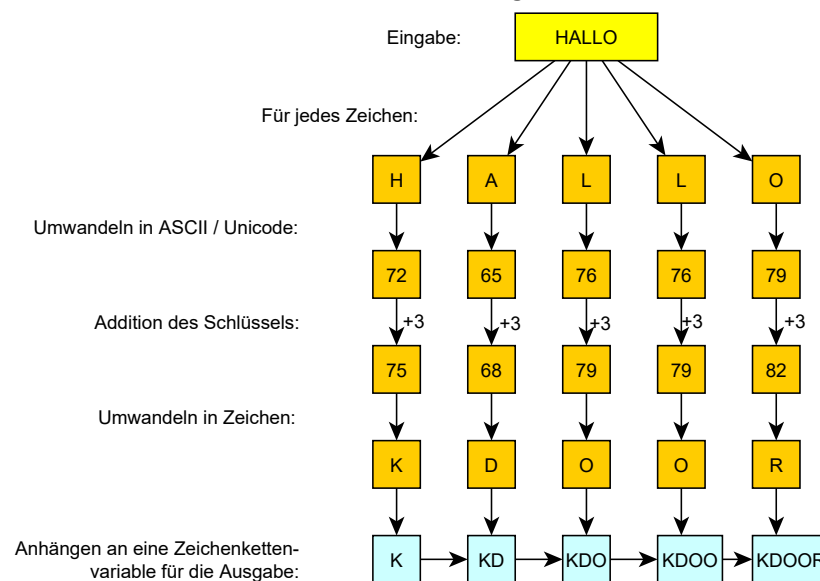 Eingabe: HALLO
Für jedes Zeichen:
H A L L O
Umwandeln in ASCII / Unicode:
72 65 76 76 79
Addition des Schlüssels: +3 +3 +3 +3 +3
75 68 79 79 82
Umwandeln in Zeichen:
K D O O R
Anhängen an eine Zeichenketten-
variable für die Ausgabe:
K KD KDO KDOO KDOOR